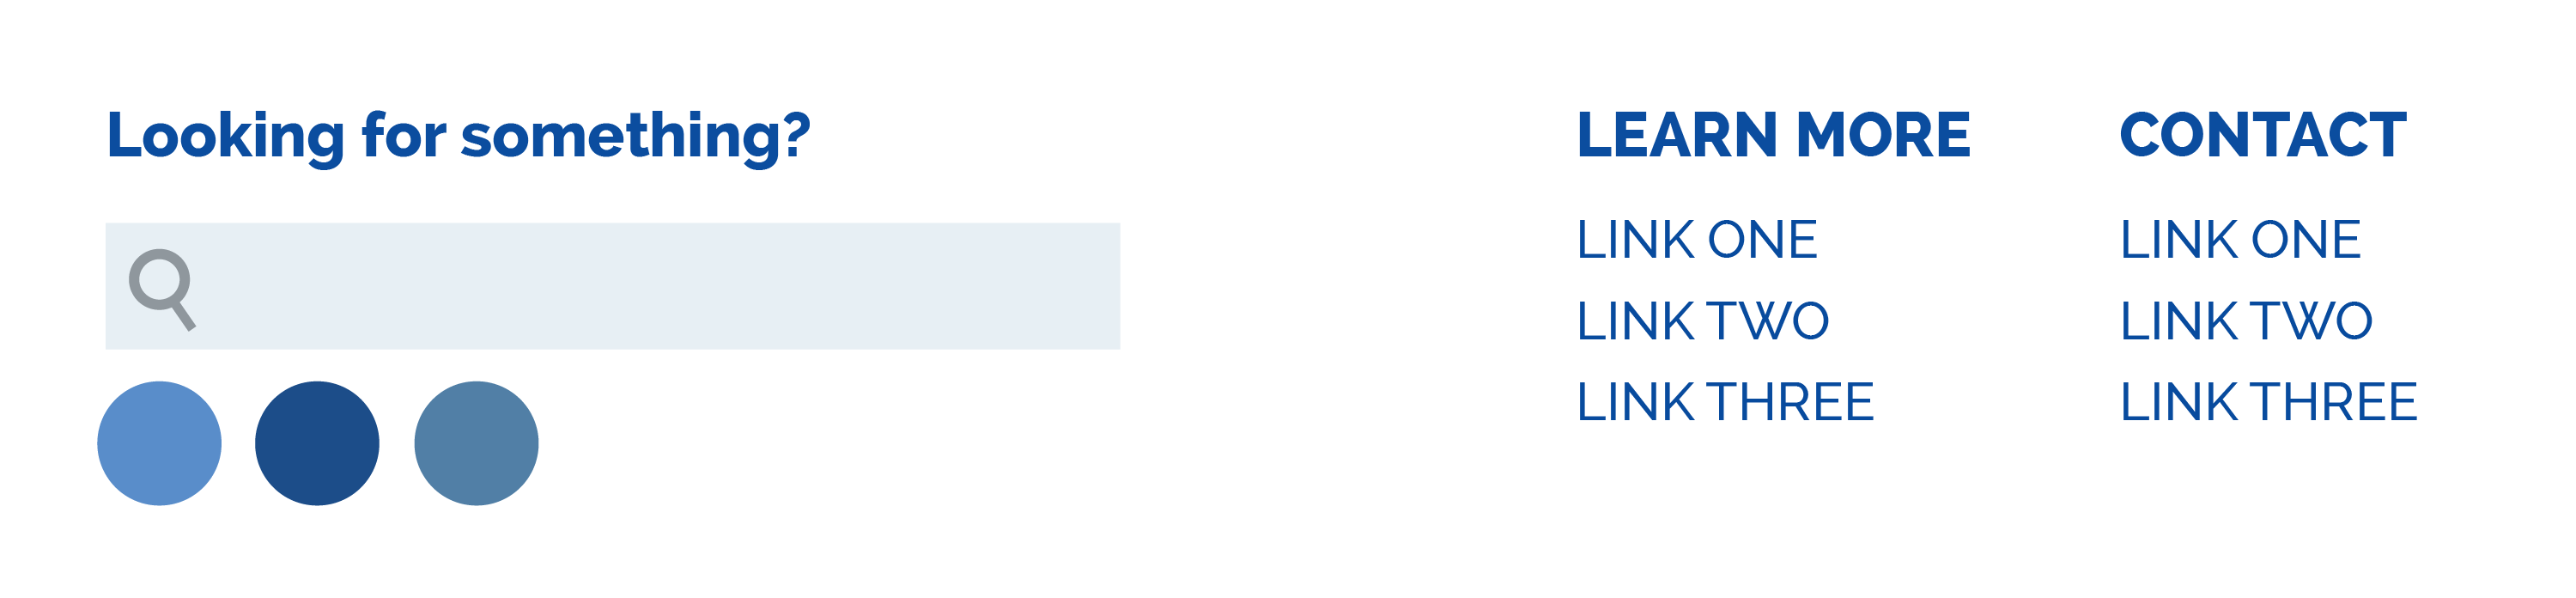 Looking for something?
LEARN MORE
LINK ONE
LINK TWO
LINK THREE
CONTACT
LINK ONE
LINK TWO
LINK THREE